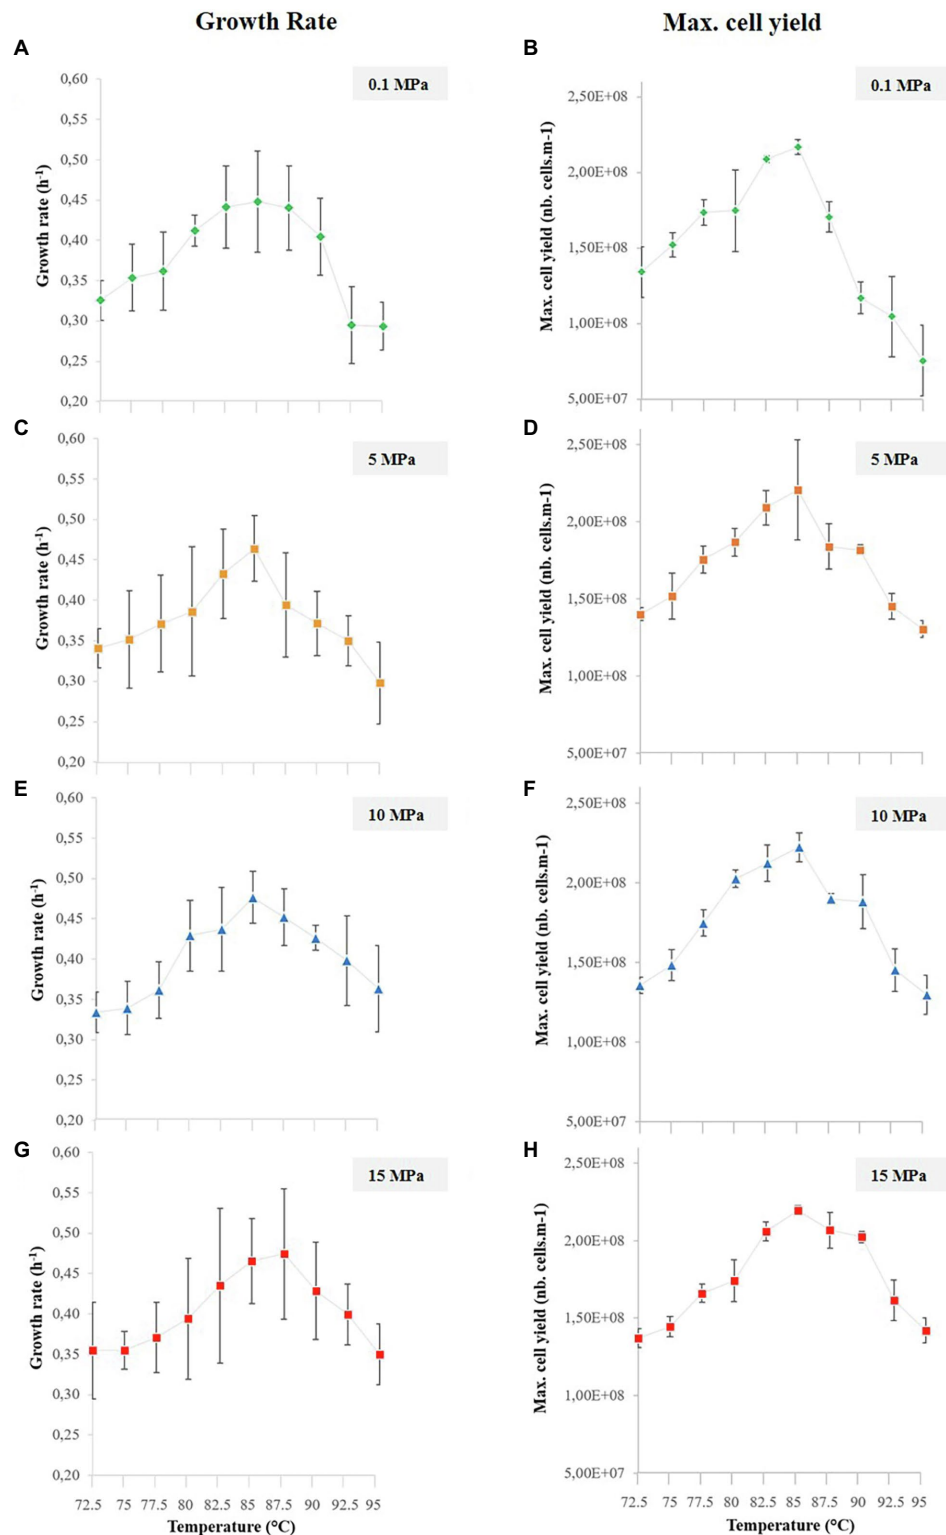 Growth Rate
Max. cell yield
A
0.1 MPa
Growth rate (h-1)
0,60
0,55
0,50
0,45
0,40
0,35
0,30
0,25
0,20
B
0.1 MPa
Max. cell yield (nb. cells.m-1)
2,50E+08
2,00E+08
1,50E+08
1,00E+08
5,00E+07
C
5 MPa
Growth rate (h-1)
0,60
0,55
0,50
0,45
0,40
0,35
0,30
0,25
0,20
D
5 MPa
Max. cell yield (nb. cells.m-1)
2,50E+08
2,00E+08
1,50E+08
1,00E+08
5,00E+07
E
10 MPa
Growth rate (h-1)
0,60
0,55
0,50
0,45
0,40
0,35
0,30
0,25
0,20
F
10 MPa
Max. cell yield (nb. cells.m-1)
2,50E+08
2,00E+08
1,50E+08
1,00E+08
5,00E+07
G
15 MPa
Growth rate (h-1)
0,60
0,55
0,50
0,45
0,40
0,35
0,30
0,25
0,20
72.5 75 77.5 80 82.5 85 87.5 90 92.5 95
Temperature (°C)
H
15 MPa
Max. cell yield (nb. cells.m-1)
2,50E+08
2,00E+08
1,50E+08
1,00E+08
5,00E+07
72.5 75 77.5 80 82.5 85 87.5 90 92.5 95
Temperature (°C)